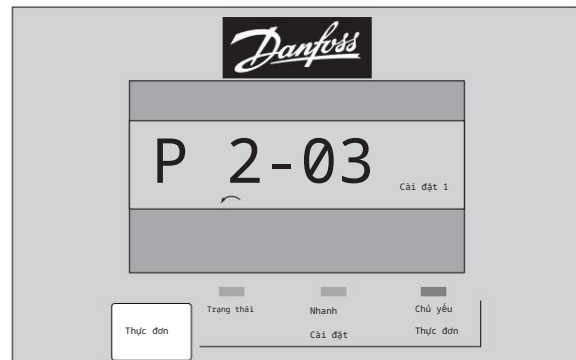 Danfoss
P 2-03
Cài đặt 1
Trạng thái
Nhanh
Cài đặt
Chủ yếu
Thực đơn
Thực đơn